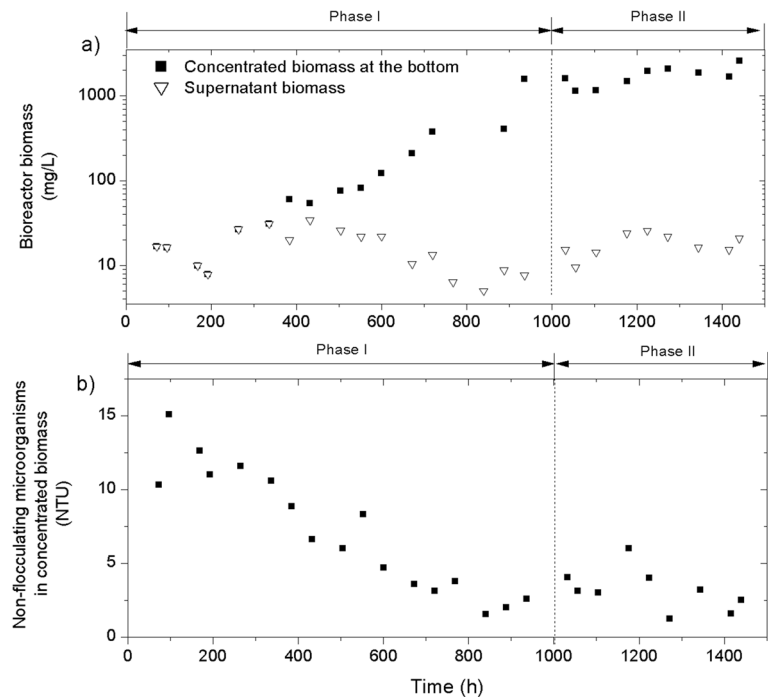 Phase I Phase II
a)
Concentrated biomass at the bottom
Supernatant biomass
1000
100
10
Bioreactor biomass
(mg/L)
0 200 400 600 800 1000 1200 1400
Phase I Phase II
b)
15
10
5
0
Non-flocculating microorganisms
in concentrated biomass
(NTU)
0 200 400 600 800 1000 1200 1400
Time (h)